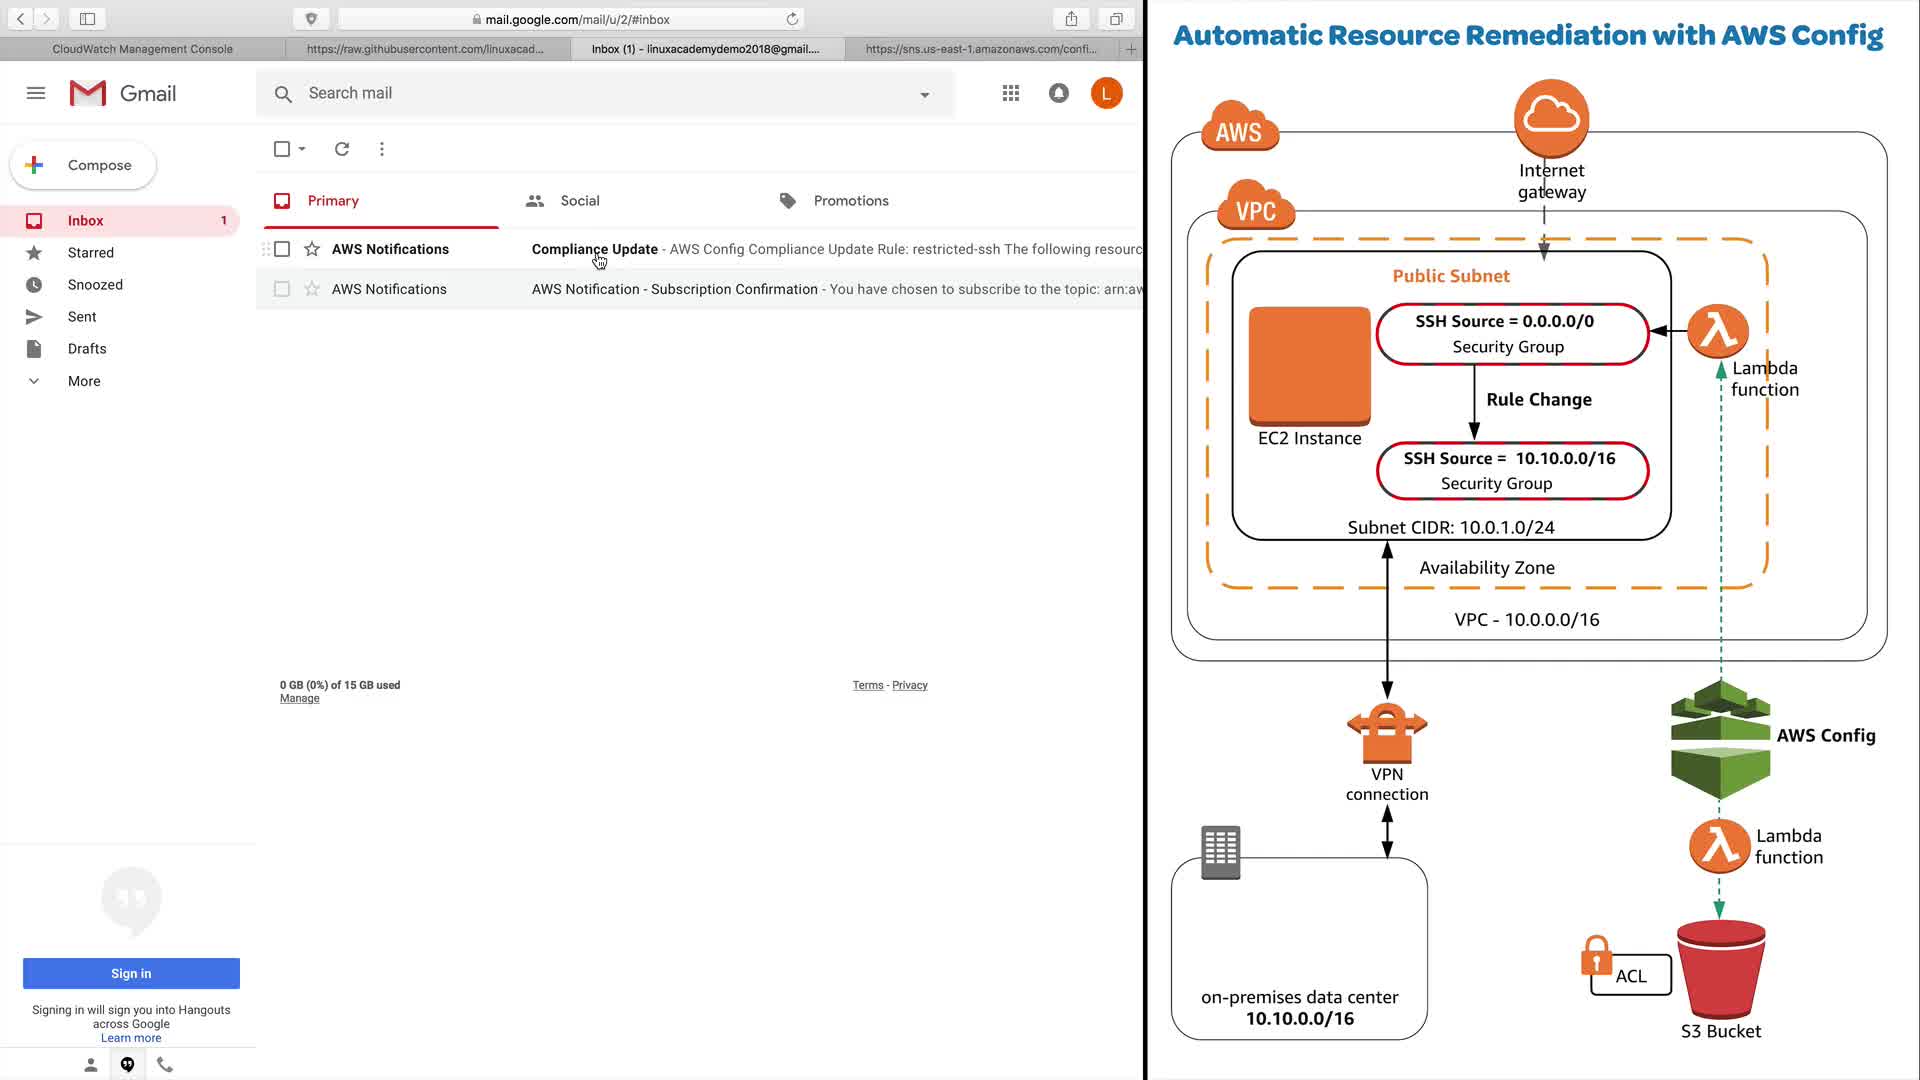 mail.google.com/mail/u/2/#inbox
CloudWatch Management Console
https://raw.githubusercontent.com/linuxacad...
Inbox (1) - linuxacademydemo2018@gmail....
https://sns.us-east-1.amazonaws.com/confi...
Gmail
Search mail
L
Compose
Inbox 1
Starred
Snoozed
Sent
Drafts
More
Primary
Social
Promotions
AWS Notifications Compliance Update - AWS Config Compliance Update Rule: restricted-ssh The following resourc
AWS Notifications AWS Notification - Subscription Confirmation - You have chosen to subscribe to the topic: arn:aw
0 GB (0%) of 15 GB used
Manage
Terms - Privacy
Sign in
Signing in will sign you into Hangouts
across Google
Learn more
Automatic Resource Remediation with AWS Config
AWS
Internet
gateway
VPC
Public Subnet
SSH Source = 0.0.0.0/0
Security Group
Lambda
function
Rule Change
EC2 Instance
SSH Source = 10.10.0.0/16
Security Group
Subnet CIDR: 10.0.1.0/24
Availability Zone
VPC - 10.0.0.0/16
AWS Config
VPN
connection
Lambda
function
on-premises data center
10.10.0.0/16
ACL
S3 Bucket